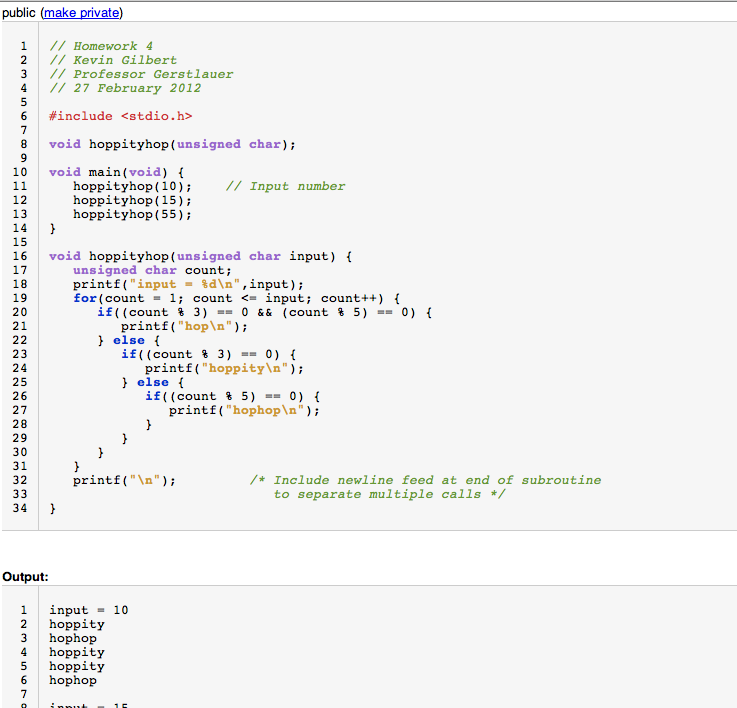 public (make private)
1 // Homework 4
2 // Kevin Gilbert
3 // Professor Gerstlauer
4 // 27 February 2012
5
6 #include <stdio.h>
7
8 void hoppityhop(unsigned char);
9
10 void main(void) {
11    hoppityhop(10);    // Input number
12    hoppityhop(15);
13    hoppityhop(55);
14 }
15
16 void hoppityhop(unsigned char input) {
17    unsigned char count;
18    printf("input = %d\n",input);
19    for(count = 1; count <= input; count++) {
20       if((count % 3) == 0 && (count % 5) == 0) {
21          printf("hop\n");
22       } else {
23          if((count % 3) == 0) {
24             printf("hoppity\n");
25          } else {
26             if((count % 5) == 0) {
27                printf("hophop\n");
28             }
29          }
30       }
31    }
32    printf("\n");         /* Include newline feed at end of subroutine
33                             to separate multiple calls */
34 }
Output:
1 input = 10
2 hoppity
3 hophop
4 hoppity
5 hoppity
6 hophop
7
8 input = 15